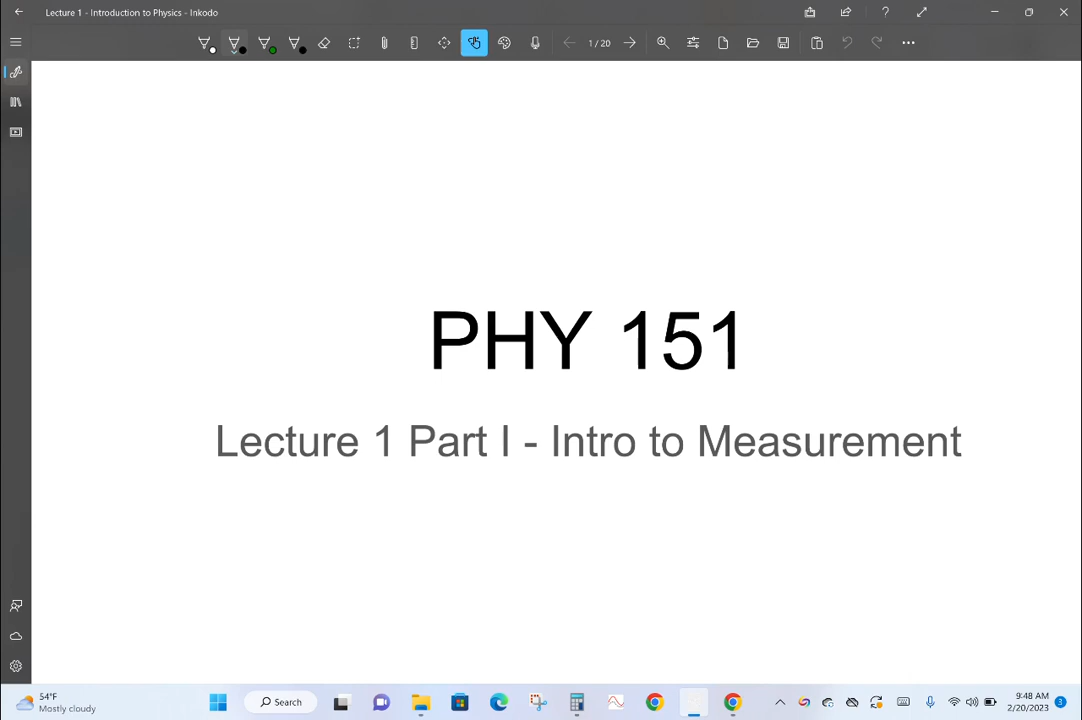 Lecture 1 - Introduction to Physics - Inkodo
1 / 20
PHY 151
Lecture 1 Part I - Intro to Measurement
54°F
Mostly cloudy
Search
9:48 AM
2/20/2023
3